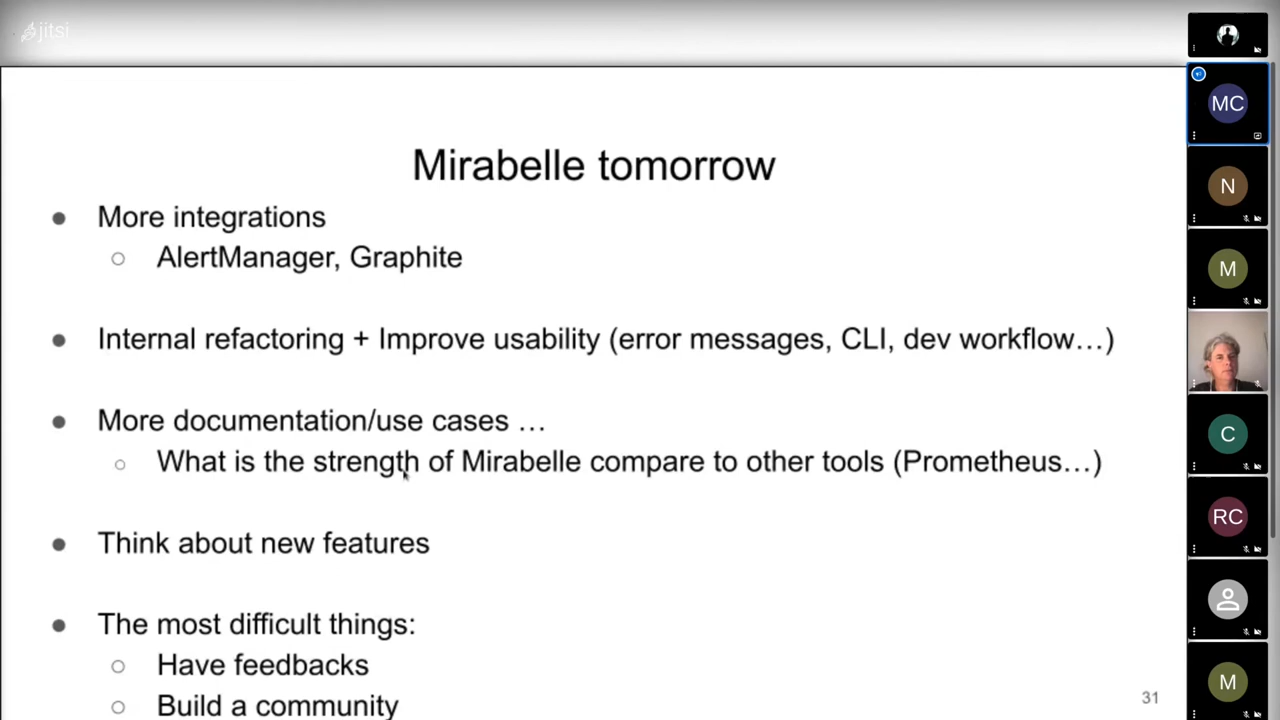 jitsi
Mirabelle tomorrow
More integrations
AlertManager, Graphite
Internal refactoring + Improve usability (error messages, CLI, dev workflow…)
More documentation/use cases …
What is the strength of Mirabelle compare to other tools (Prometheus…)
Think about new features
The most difficult things:
Have feedbacks
Build a community
31
MC
N
M
C
RC
M